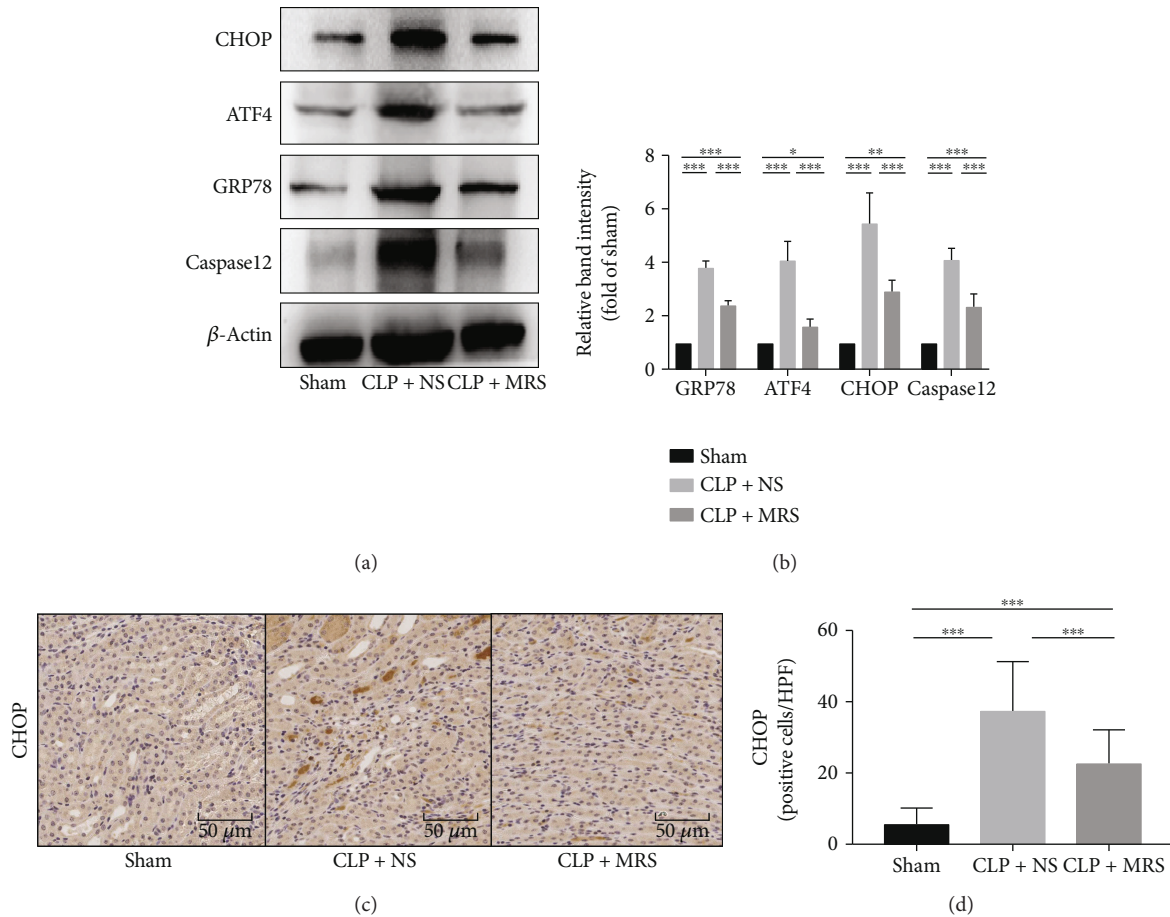 CHOP
ATF4
GRP78
Caspase12
β-Actin
Sham CLP + NS CLP + MRS
(a)
Relative band intensity
(fold of sham)
8
6
4
2
0
*** * ** ***
*** *** *** *** *** *** *** ***
GRP78 ATF4 CHOP Caspase12
Sham
CLP + NS
CLP + MRS
(b)
CHOP
50 μm 50 μm 50 μm
Sham CLP + NS CLP + MRS
(c)
CHOP
(positive cells/HPF)
60
40
20
0
***
*** ***
Sham CLP + NS CLP + MRS
(d)